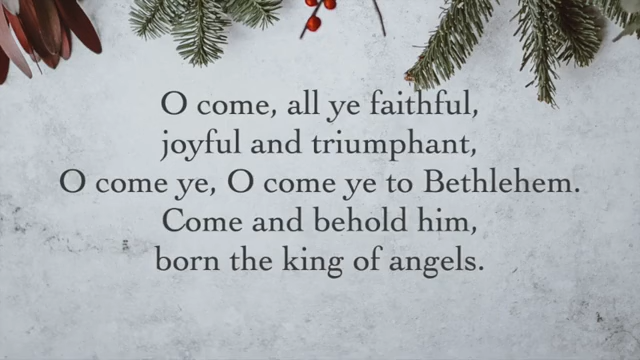 O come, all ye faithful,
joyful and triumphant,
O come ye, O come ye to Bethlehem.
Come and behold him,
born the king of angels.